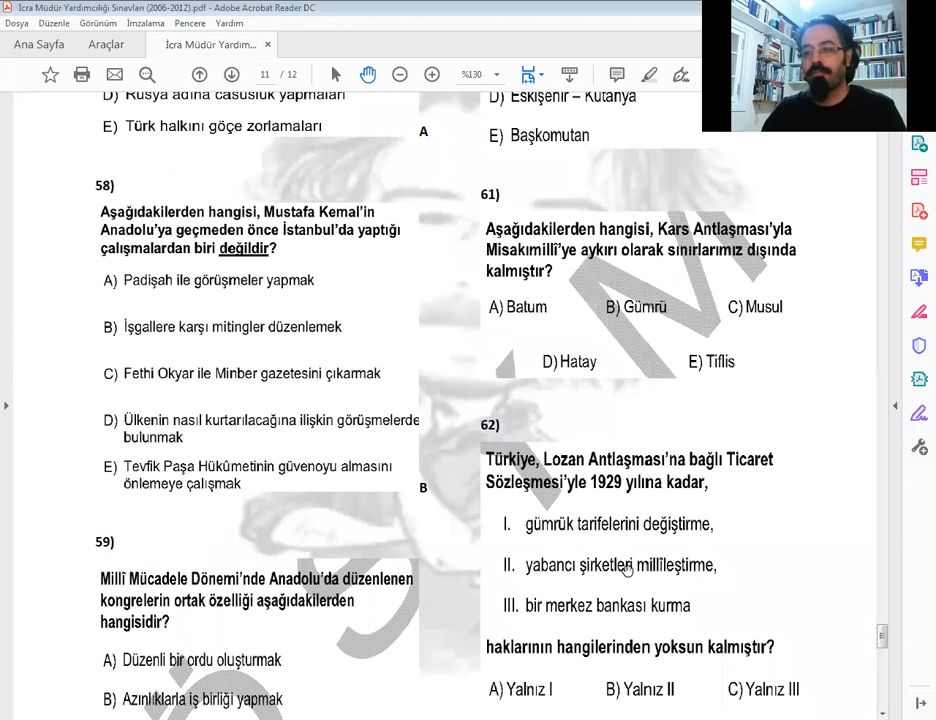 İcra Müdür Yardımcılığı Sınavları (2006-2012).pdf - Adobe Acrobat Reader DC
Dosya Düzenle Görünüm İmzalama Pencere Yardım
Ana Sayfa Araçlar İcra Müdür Yardım... ×
11 / 12 %130
D) Rusya adına casusluk yapmaları
E) Türk halkını göçe zorlamaları
A
58)
Aşağıdakilerden hangisi, Mustafa Kemal'in
Anadolu'ya geçmeden önce İstanbul'da yaptığı
çalışmalardan biri değildir?
A) Padişah ile görüşmeler yapmak
B) İşgallere karşı mitingler düzenlemek
C) Fethi Okyar ile Minber gazetesini çıkarmak
D) Ülkenin nasıl kurtarılacağına ilişkin görüşmelerde
bulunmak
E) Tevfik Paşa Hükûmetinin güvenoyu almasını
önlemeye çalışmak
B
59)
Millî Mücadele Dönemi'nde Anadolu'da düzenlenen
kongrelerin ortak özelliği aşağıdakilerden
hangisidir?
A) Düzenli bir ordu oluşturmak
B) Azınlıklarla iş birliği yapmak
D) Eskişehir – Kütahya
E) Başkomutan
61)
Aşağıdakilerden hangisi, Kars Antlaşması'yla
Misakımillî'ye aykırı olarak sınırlarımız dışında
kalmıştır?
A) Batum B) Gümrü C) Musul
D) Hatay E) Tiflis
62)
Türkiye, Lozan Antlaşması'na bağlı Ticaret
Sözleşmesi'yle 1929 yılına kadar,
I. gümrük tarifelerini değiştirme,
II. yabancı şirketleri millîleştirme,
III. bir merkez bankası kurma
haklarının hangilerinden yoksun kalmıştır?
A) Yalnız I B) Yalnız II C) Yalnız III